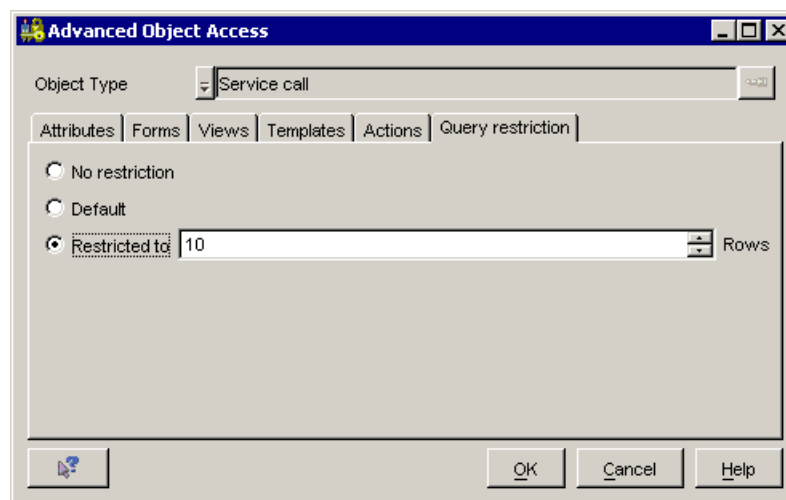 Advanced Object Access
Object Type Service call
Attributes Forms Views Templates Actions Query restriction
No restriction
Default
Restricted to 10 Rows
OK Cancel Help